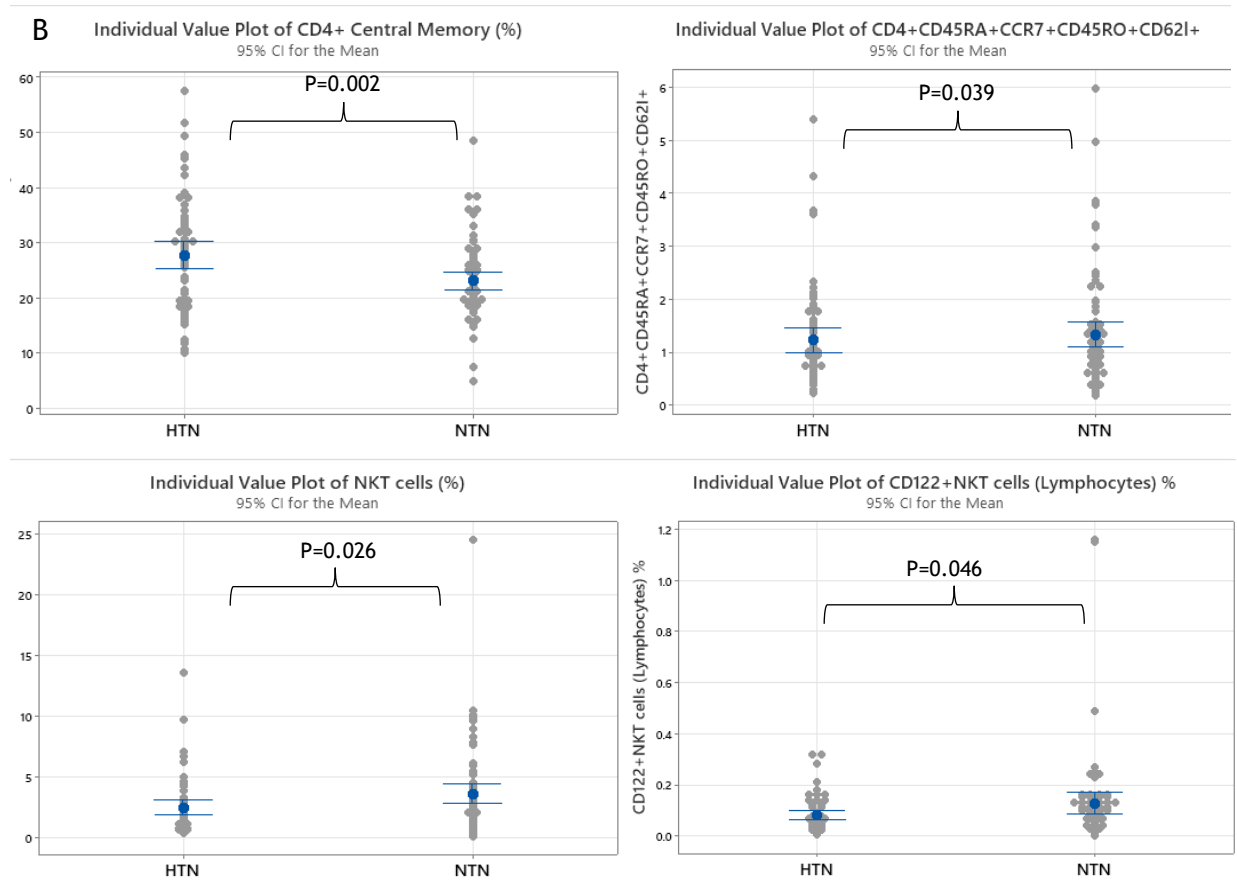 B
Individual Value Plot of CD4+ Central Memory (%)
95% CI for the Mean
P=0.002
60
50
40
30
20
10
0
HTN NTN
Individual Value Plot of CD4+CD45RA+CCR7+CD45RO+CD62l+
95% CI for the Mean
P=0.039
CD4+CD45RA+CCR7+CD45RO+CD62l+
6
5
4
3
2
1
0
HTN NTN
Individual Value Plot of NKT cells (%)
95% CI for the Mean
P=0.026
25
20
15
10
5
0
HTN NTN
Individual Value Plot of CD122+NKT cells (Lymphocytes) %
95% CI for the Mean
P=0.046
CD122+NKT cells (Lymphocytes) %
1.2
1.0
0.8
0.6
0.4
0.2
0.0
HTN NTN